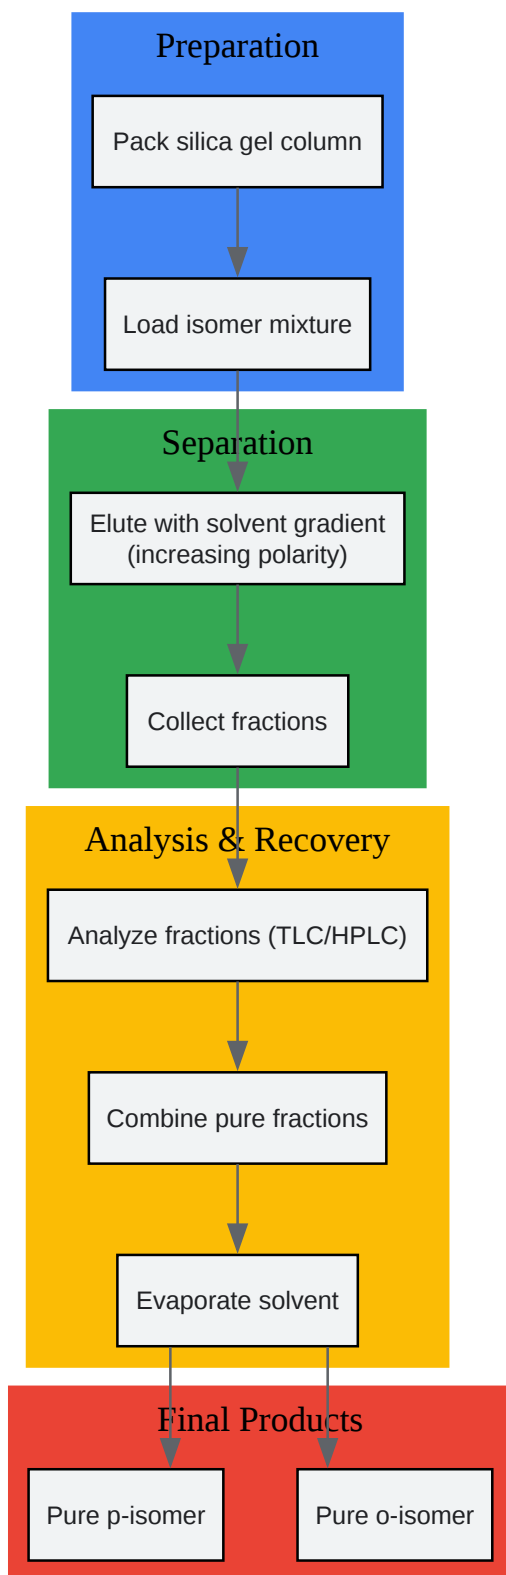 Preparation
Pack silica gel column
Load isomer mixture
Separation
Elute with solvent gradient
(increasing polarity)
Collect fractions
Analysis & Recovery
Analyze fractions (TLC/HPLC)
Combine pure fractions
Evaporate solvent
Final Products
Pure p-isomer
Pure o-isomer